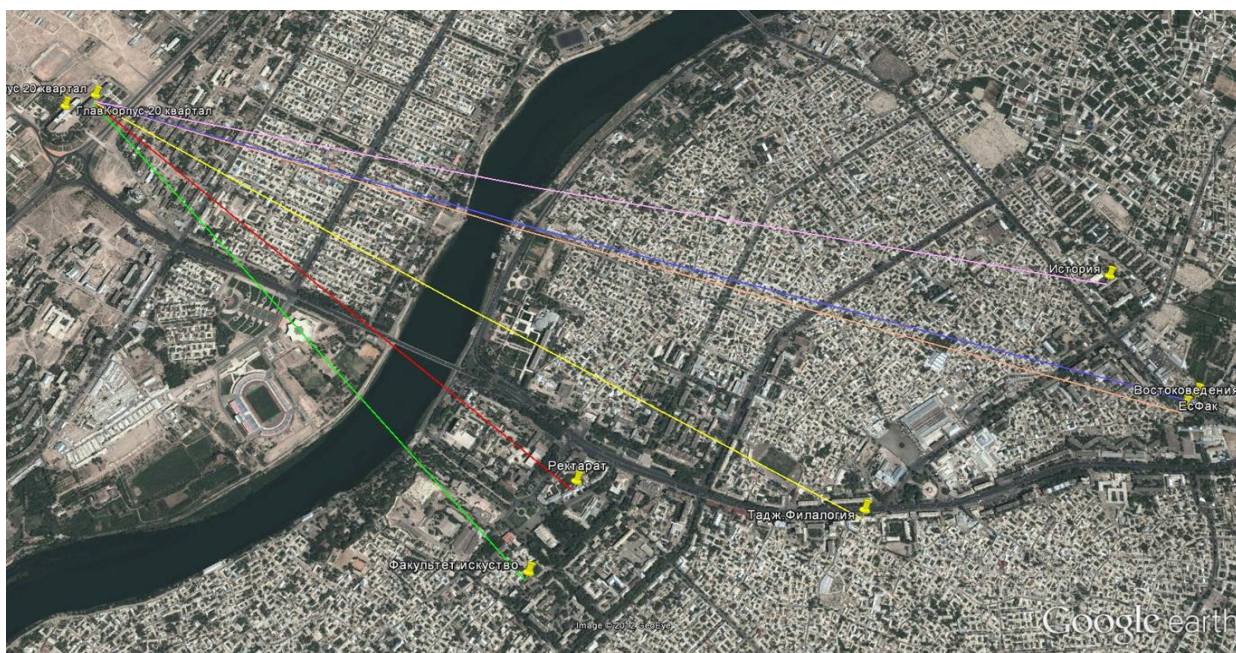 ус 20 квартал
ГлавКорпус 20 квартал
История
Востоковедения
ЕсФак
Ректарат
Тадж.Филалогия
Факультет искуство
Image © 2012 GeoEye
Google earth